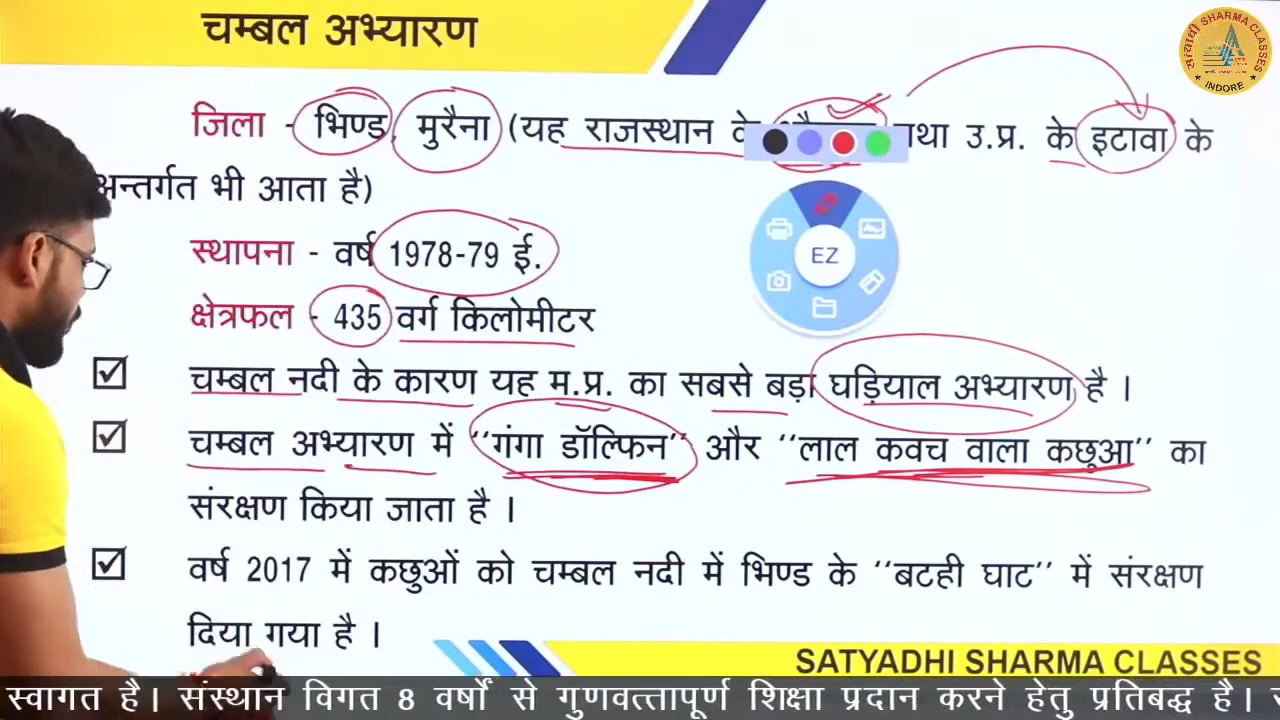 चम्बल अभ्यारण
सत्यार्थी SHARMA CLASSES
INDORE
जिला - भिण्ड, मुरैना (यह राजस्थान के तथा उ.प्र. के इटावा के
अन्तर्गत भी आता है)
स्थापना - वर्ष 1978-79 ई.
EZ
क्षेत्रफल - 435 वर्ग किलोमीटर
चम्बल नदी के कारण यह म.प्र. का सबसे बड़ा घड़ियाल अभ्यारण है ।
चम्बल अभ्यारण में ‘‘गंगा डॉल्फिन’’ और ‘‘लाल कवच वाला कछुआ’’ का
संरक्षण किया जाता है ।
वर्ष 2017 में कछुओं को चम्बल नदी में भिण्ड के ‘‘बटही घाट’’ में संरक्षण
दिया गया है ।
SATYADHI SHARMA CLASSES
स्वागत है। संस्थान विगत 8 वर्षों से गुणवत्तापूर्ण शिक्षा प्रदान करने हेतु प्रतिबद्ध है।